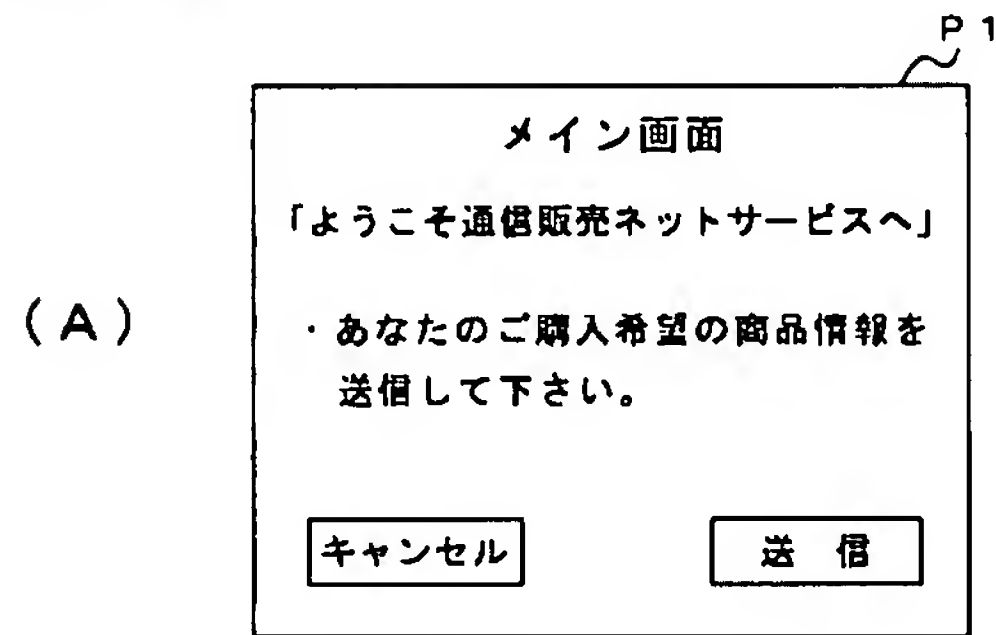 P1
メイン画面
「ようこそ通信販売ネットサービスへ」
(A)
・あなたのご購入希望の商品情報を
送信して下さい。
キャンセル
送 信